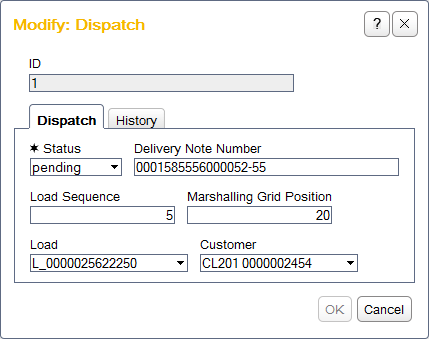 Modify: Dispatch
?
ID
1
Dispatch History
✶ Status Delivery Note Number
pending 0001585556000052-55
Load Sequence Marshalling Grid Position
5 20
Load Customer
L_0000025622250 CL201 0000002454
OK Cancel